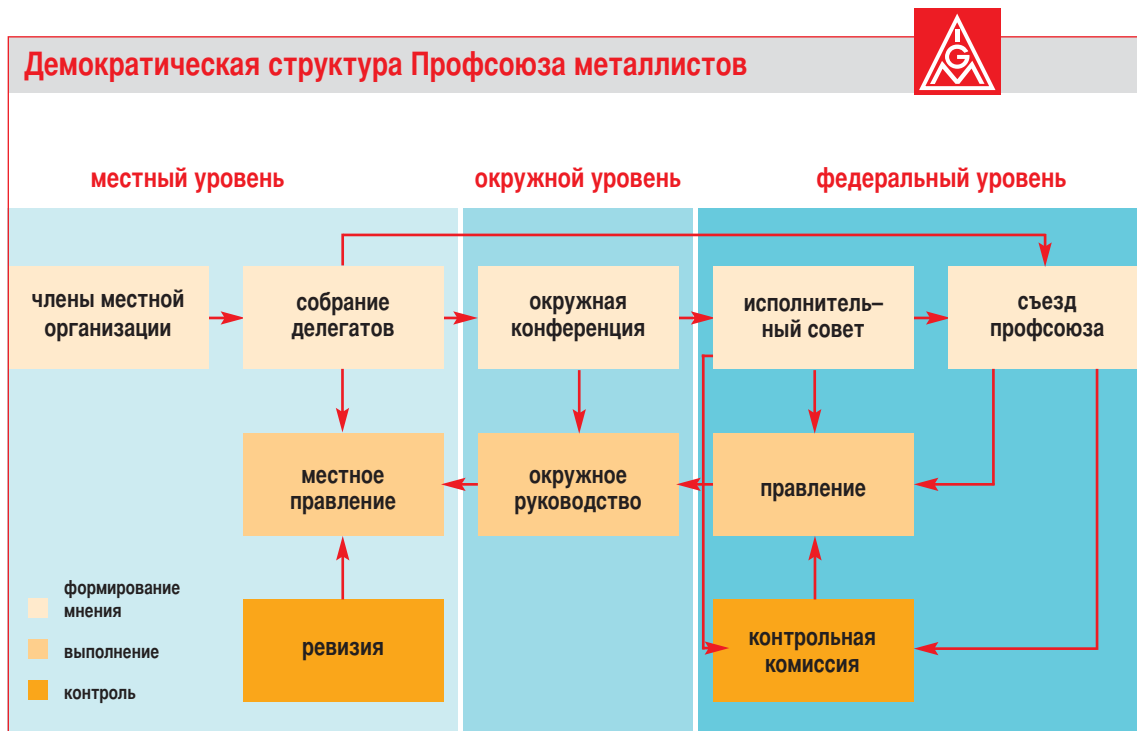 Демократическая структура Профсоюза металлистов
IGM
местный уровень
окружной уровень
федеральный уровень
члены местной
организации
собрание
делегатов
окружная
конференция
исполнитель–
ный совет
съезд
профсоюза
местное
правление
окружное
руководство
правление
формирование
мнения
выполнение
контроль
ревизия
контрольная
комиссия